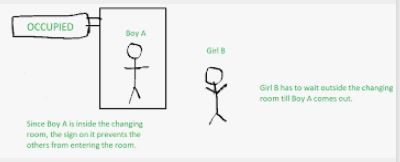 OCCUPIED
Boy A
Girl B
Girl B has to wait outside the changing
room till Boy A comes out.
Since Boy A is inside the changing
room, the sign on it prevents the
others from entering the room.